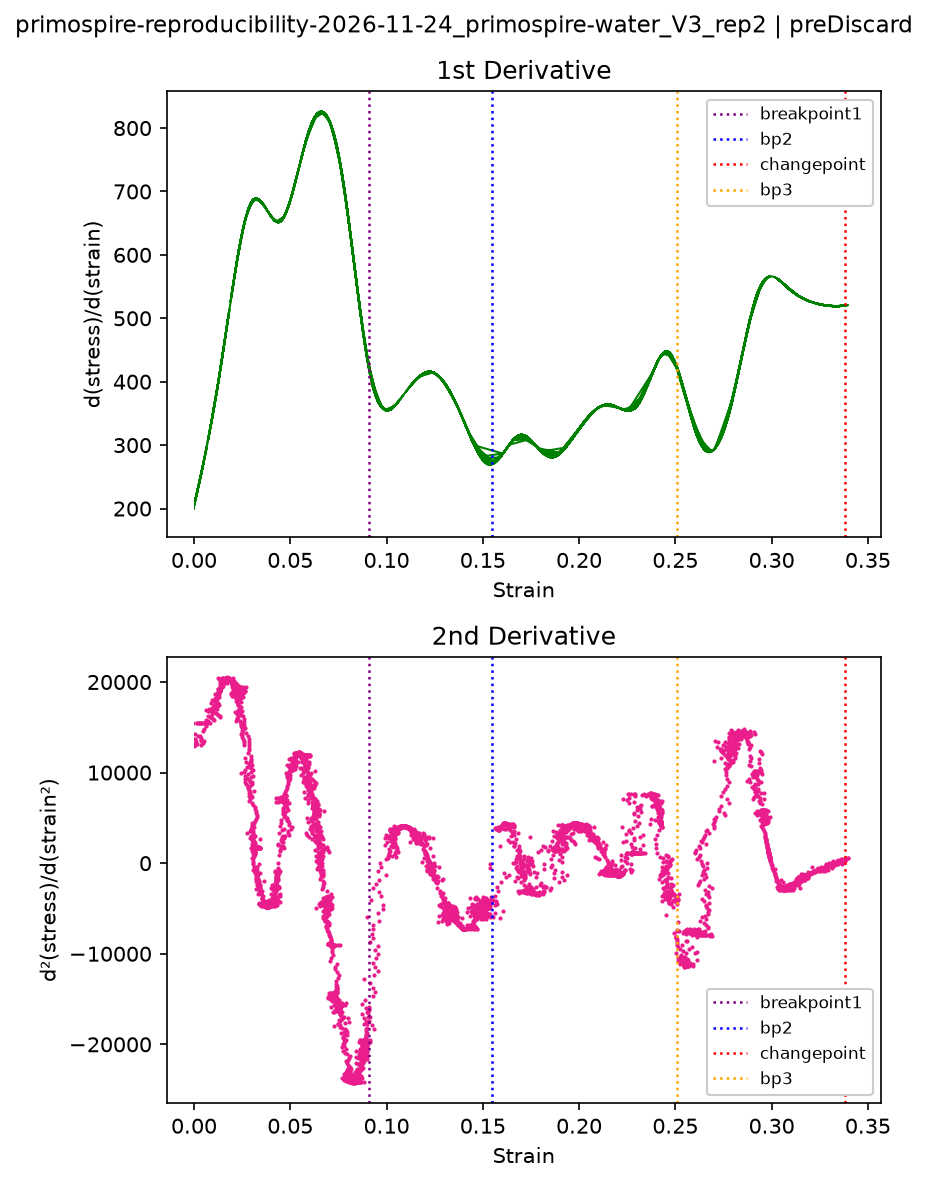 primospire-reproducibility-2026-11-24_primospire-water_V3_rep2 | preDiscard
1st Derivative
d(stress)/d(strain)
800
700
600
500
400
300
200
breakpoint1
bp2
changepoint
bp3
0.00 0.05 0.10 0.15 0.20 0.25 0.30 0.35
Strain
2nd Derivative
d²(stress)/d(strain²)
20000
10000
0
−10000
−20000
breakpoint1
bp2
changepoint
bp3
0.00 0.05 0.10 0.15 0.20 0.25 0.30 0.35
Strain